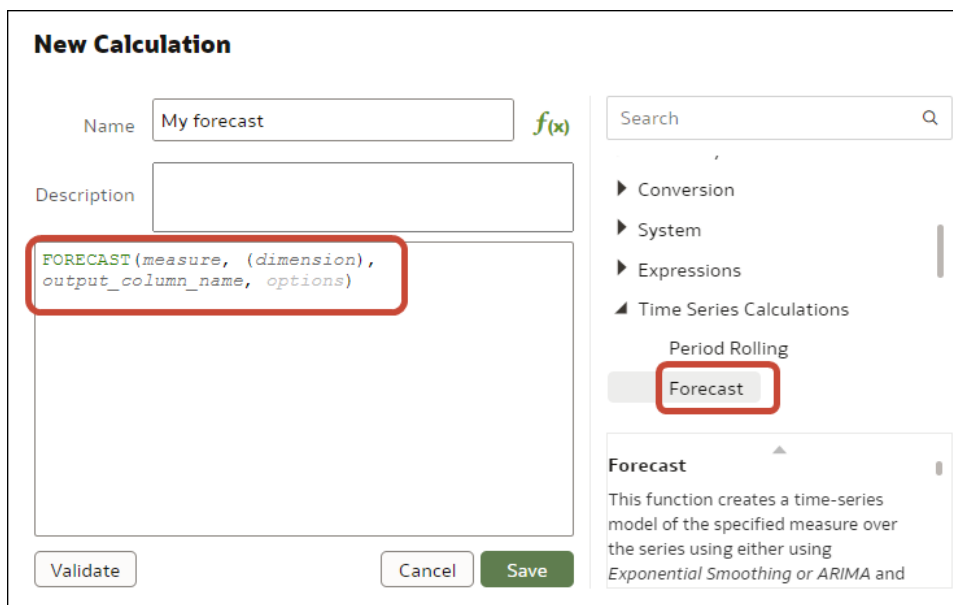 New Calculation
Name
My forecast
f(x)
Description
FORECAST(measure, (dimension),
output_column_name, options)
Validate
Cancel
Save
Search
Conversion
System
Expressions
Time Series Calculations
Period Rolling
Forecast
Forecast
This function creates a time-series
model of the specified measure over
the series using either using
Exponential Smoothing or ARIMA and